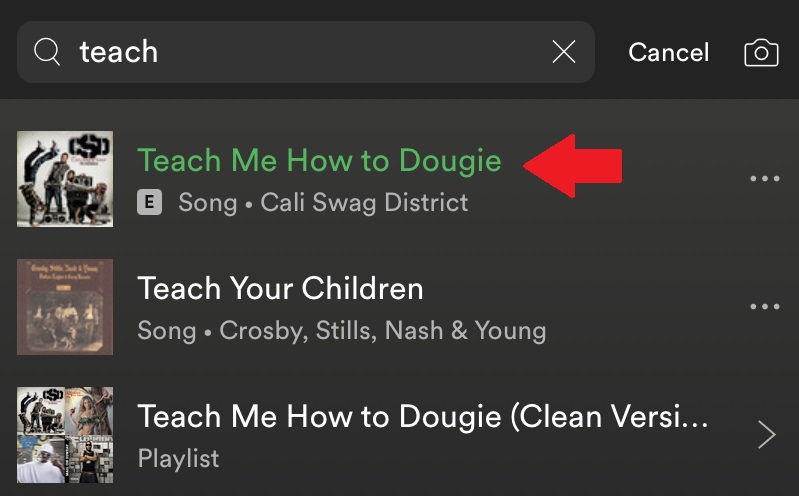 teach
Cancel
Teach Me How to Dougie
E Song • Cali Swag District
Teach Your Children
Song • Crosby, Stills, Nash & Young
Teach Me How to Dougie (Clean Versi...
Playlist